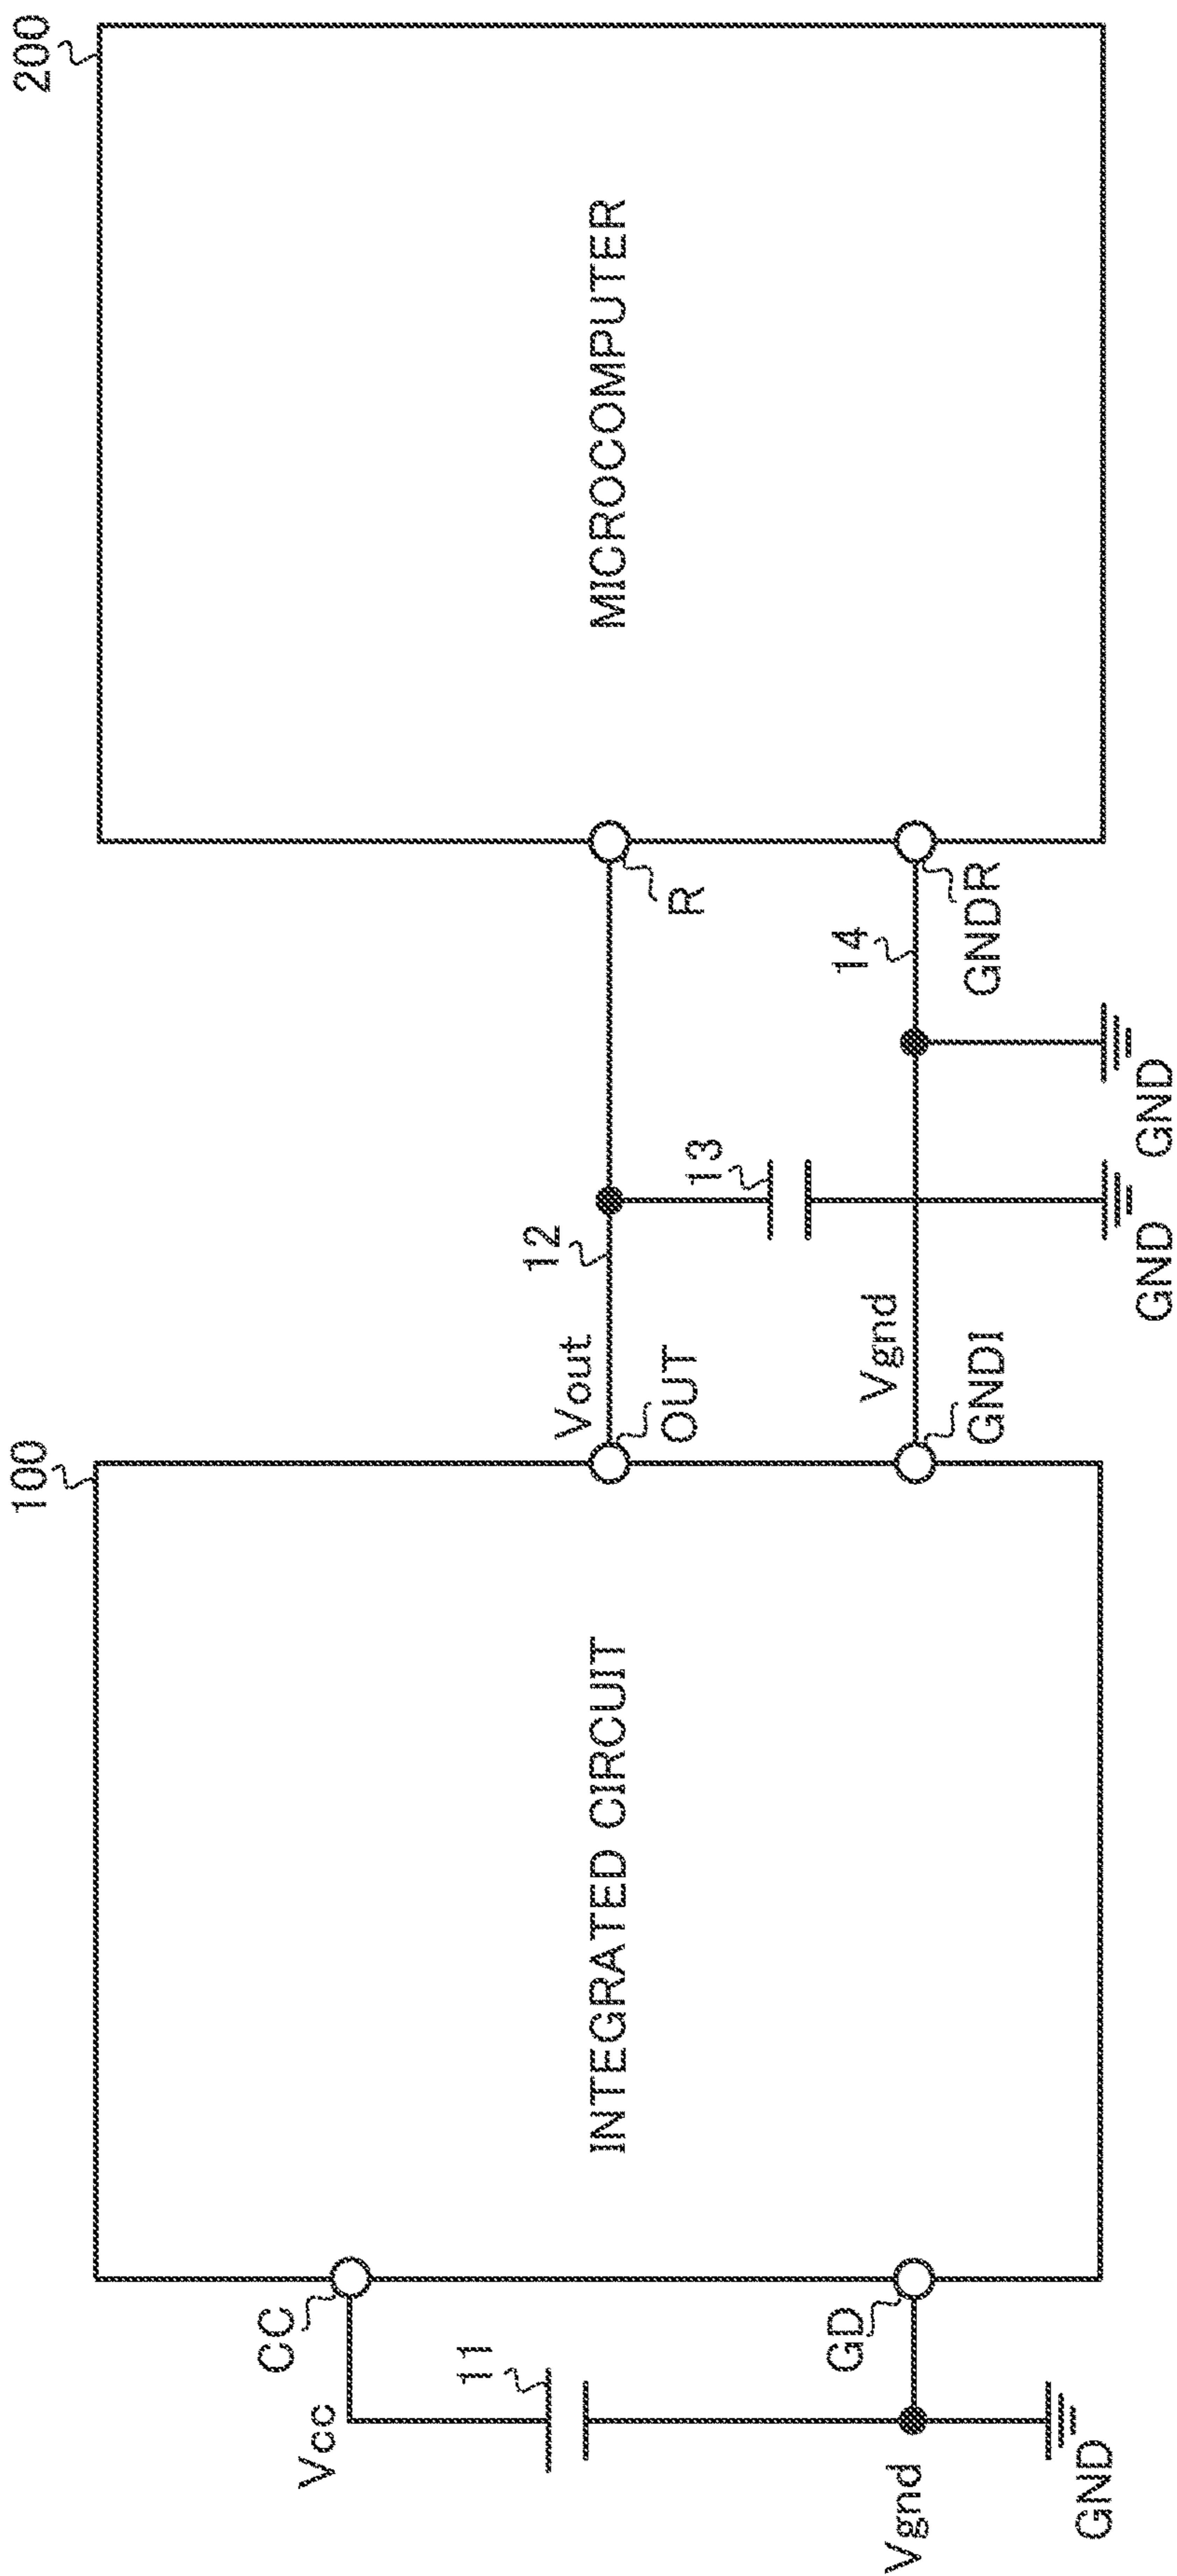 100
200
INTEGRATED CIRCUIT
MICROCOMPUTER
CC
Vcc
11
GD
Vgnd
GND
Vout
OUT
12
13
R
Vgnd
GNDI
14
GNDR
GND
GND